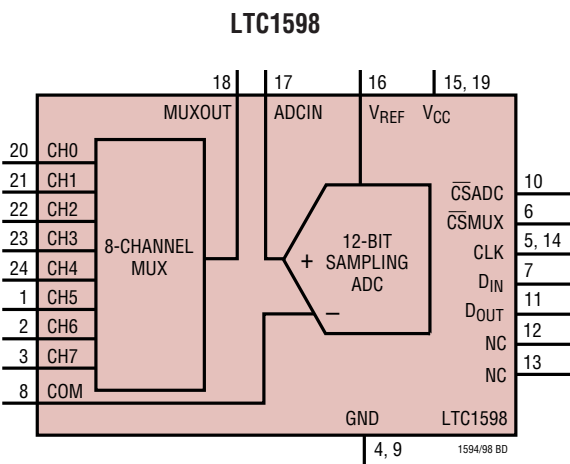 LTC1598
18 17 16 15, 19
MUXOUT ADCIN VREF VCC
20 CH0
21 CH1
22 CH2
23 CH3
24 CH4
1 CH5
2 CH6
3 CH7
8 COM
8-CHANNEL
MUX
12-BIT
+ SAMPLING
ADC
–
C̅S̅ADC 10
C̅S̅MUX 6
CLK 5, 14
DIN 7
DOUT 11
NC 12
NC 13
GND LTC1598
4, 9 1594/98 BD